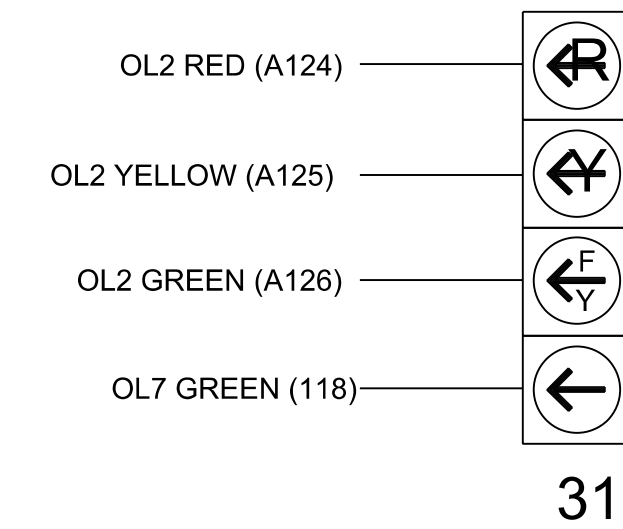 OL2 RED (A124)
R
OL2 YELLOW (A125)
Y
OL2 GREEN (A126)
F
Y
OL7 GREEN (118)
31